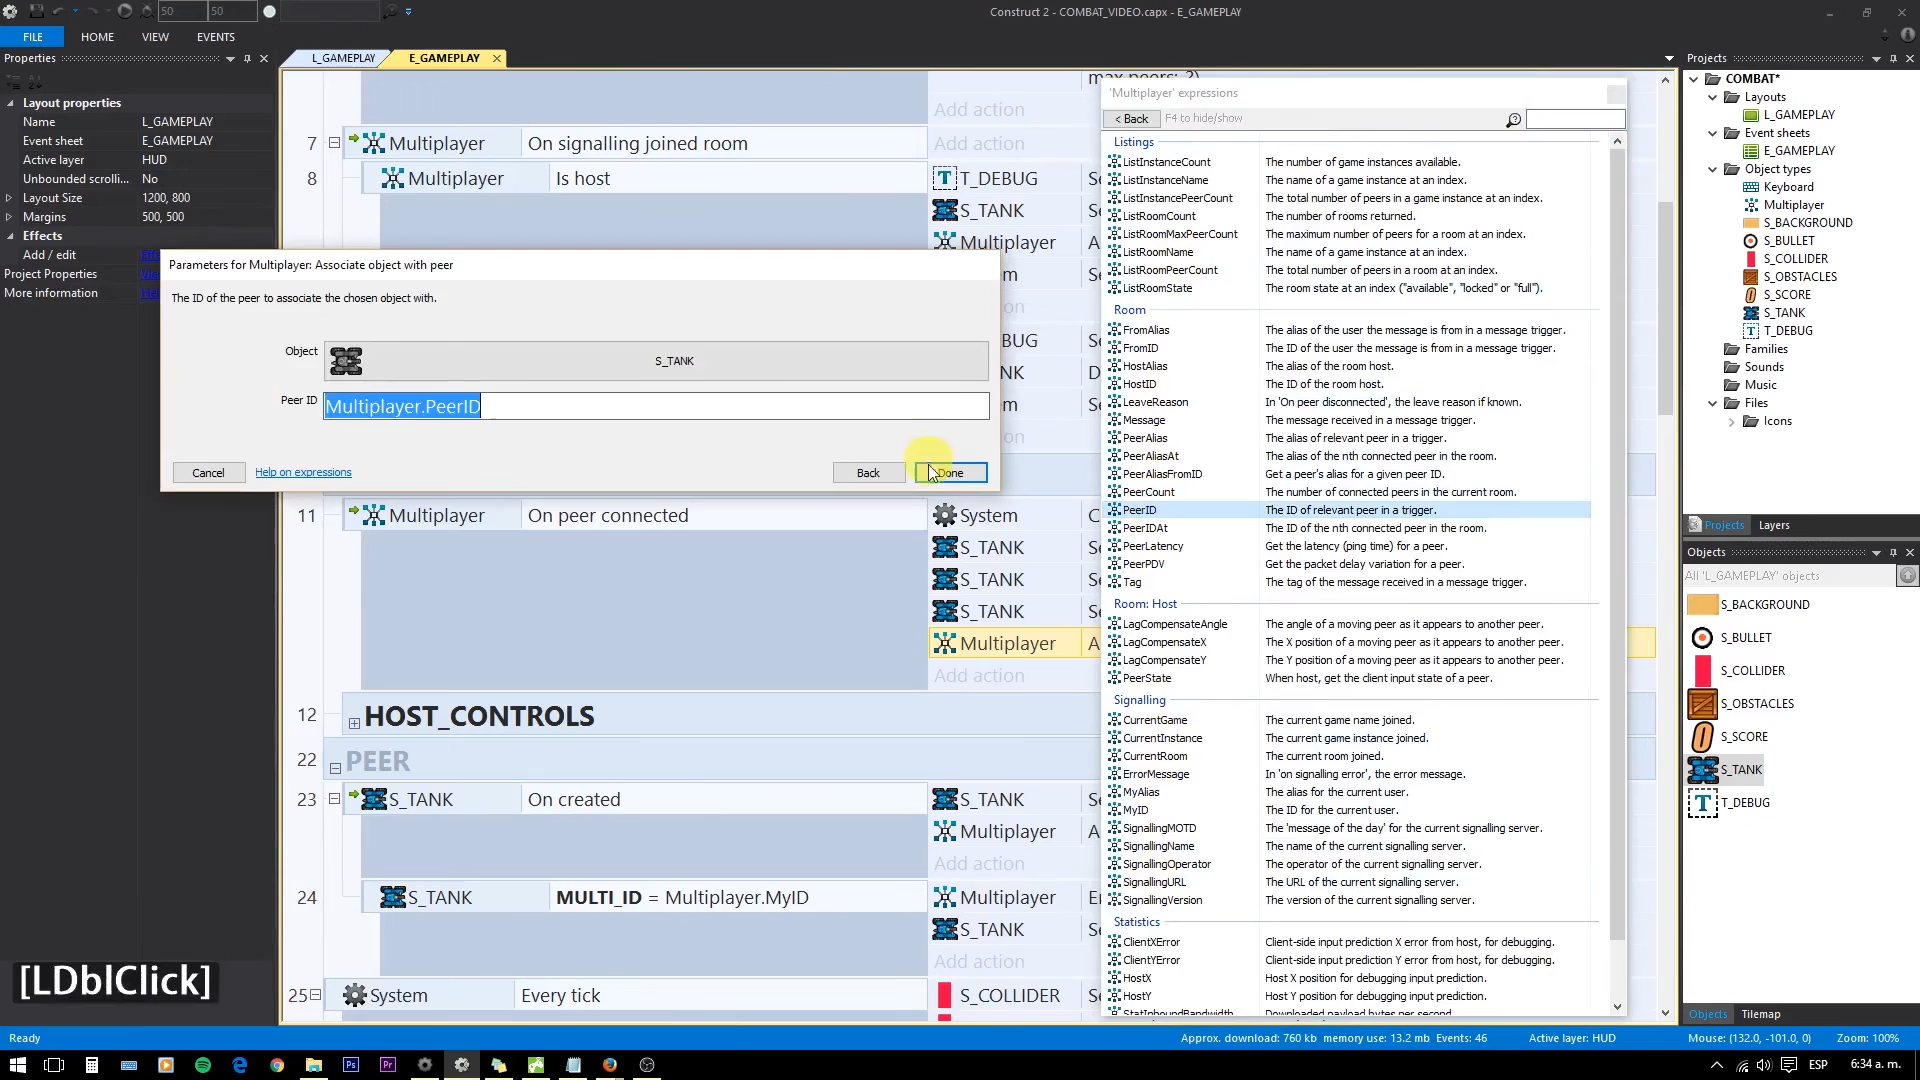 50
50
Construct 2 - COMBAT_VIDEO.capx - E_GAMEPLAY
FILE
HOME
VIEW
EVENTS
Properties
Layout properties
Name L_GAMEPLAY
Event sheet E_GAMEPLAY
Active layer HUD
Unbounded scrolli... No
Layout Size 1200, 800
Margins 500, 500
Effects
Add / edit
Project Properties
More information
L_GAMEPLAY
E_GAMEPLAY
Add action
7 Multiplayer On signalling joined room Add action
8 Multiplayer Is host T_DEBUG
S_TANK
Multiplayer
Parameters for Multiplayer: Associate object with peer
The ID of the peer to associate the chosen object with.
Object S_TANK
Peer ID Multiplayer.PeerID
Cancel
Help on expressions
Back
Done
11 Multiplayer On peer connected System
S_TANK
S_TANK
S_TANK
Multiplayer
Add action
12 HOST_CONTROLS
22 PEER
23 S_TANK On created S_TANK
Multiplayer
Add action
24 S_TANK MULTI_ID = Multiplayer.MyID Multiplayer
S_TANK
Add action
25 System Every tick S_COLLIDER
[LDblClick]
'Multiplayer' expressions
< Back F4 to hide/show
Listings
ListInstanceCount The number of game instances available.
ListInstanceName The name of a game instance at an index.
ListInstancePeerCount The total number of peers in a game instance at an index.
ListRoomCount The number of rooms returned.
ListRoomMaxPeerCount The maximum number of peers for a room at an index.
ListRoomName The name of a game instance at an index.
ListRoomPeerCount The total number of peers in a room at an index.
ListRoomState The room state at an index ("available", "locked" or "full").
Room
FromAlias The alias of the user the message is from in a message trigger.
FromID The ID of the user the message is from in a message trigger.
HostAlias The alias of the room host.
HostID The ID of the room host.
LeaveReason In 'On peer disconnected', the leave reason if known.
Message The message received in a message trigger.
PeerAlias The alias of relevant peer in a trigger.
PeerAliasAt The alias of the nth connected peer in the room.
PeerAliasFromID Get a peer's alias for a given peer ID.
PeerCount The number of connected peers in the current room.
PeerID The ID of relevant peer in a trigger.
PeerIDAt The ID of the nth connected peer in the room.
PeerLatency Get the latency (ping time) for a peer.
PeerPDV Get the packet delay variation for a peer.
Tag The tag of the message received in a message trigger.
Room: Host
LagCompensateAngle The angle of a moving peer as it appears to another peer.
LagCompensateX The X position of a moving peer as it appears to another peer.
LagCompensateY The Y position of a moving peer as it appears to another peer.
PeerState When host, get the client input state of a peer.
Signalling
CurrentGame The current game name joined.
CurrentInstance The current game instance joined.
CurrentRoom The current room joined.
ErrorMessage In 'on signalling error', the error message.
MyAlias The alias for the current user.
MyID The ID for the current user.
SignallingMOTD The 'message of the day' for the current signalling server.
SignallingName The name of the current signalling server.
SignallingOperator The operator of the current signalling server.
SignallingURL The URL of the current signalling server.
SignallingVersion The version of the current signalling server.
Statistics
ClientXError Client-side input prediction X error from host, for debugging.
ClientYError Client-side input prediction Y error from host, for debugging.
HostX Host X position for debugging input prediction.
HostY Host Y position for debugging input prediction.
StatInboundBandwidth Downloaded payload bytes per second.
Projects
COMBAT*
Layouts
L_GAMEPLAY
Event sheets
E_GAMEPLAY
Object types
Keyboard
Multiplayer
S_BACKGROUND
S_BULLET
S_COLLIDER
S_OBSTACLES
S_SCORE
S_TANK
T_DEBUG
Families
Sounds
Music
Files
Icons
Projects
Layers
Objects
All 'L_GAMEPLAY' objects
S_BACKGROUND
S_BULLET
S_COLLIDER
S_OBSTACLES
S_SCORE
S_TANK
T_DEBUG
Objects
Tilemap
Ready
Approx. download: 760 kb memory use: 13.2 mb Events: 46
Active layer: HUD
Mouse: (132.0, -101.0, 0)
Zoom: 100%
ESP
6:34 a. m.